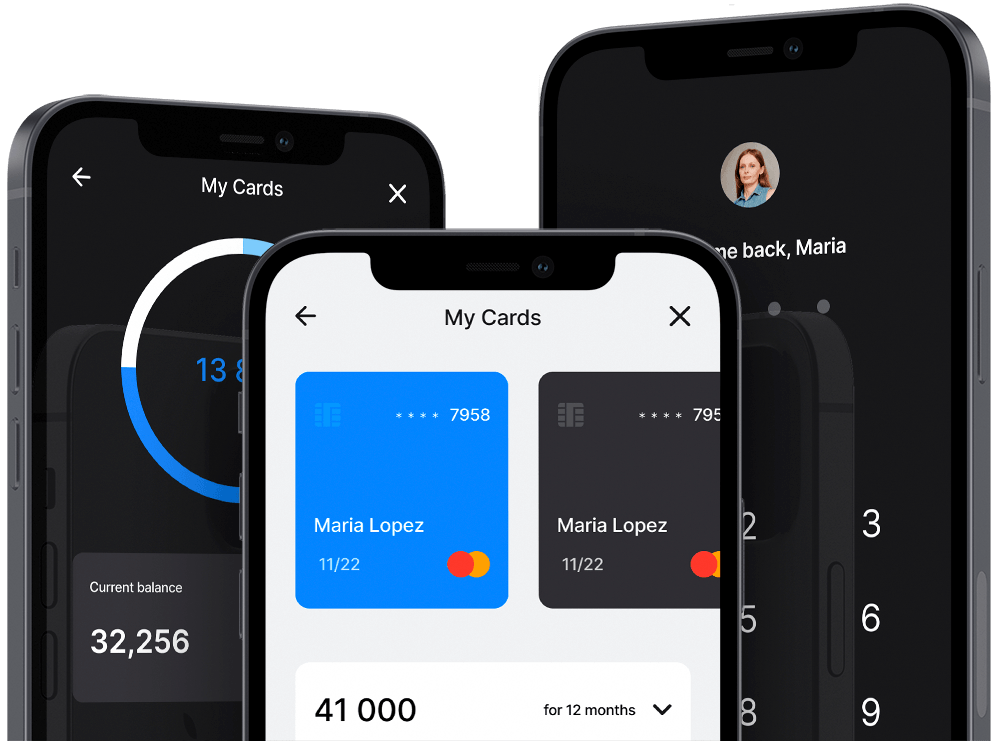 My Cards
13 8
Current balance
32,256
My Cards
**** 7958
Maria Lopez
11/22
**** 795
Maria Lopez
11/22
41 000
for 12 months
me back, Maria
2 3
5 6
8 9